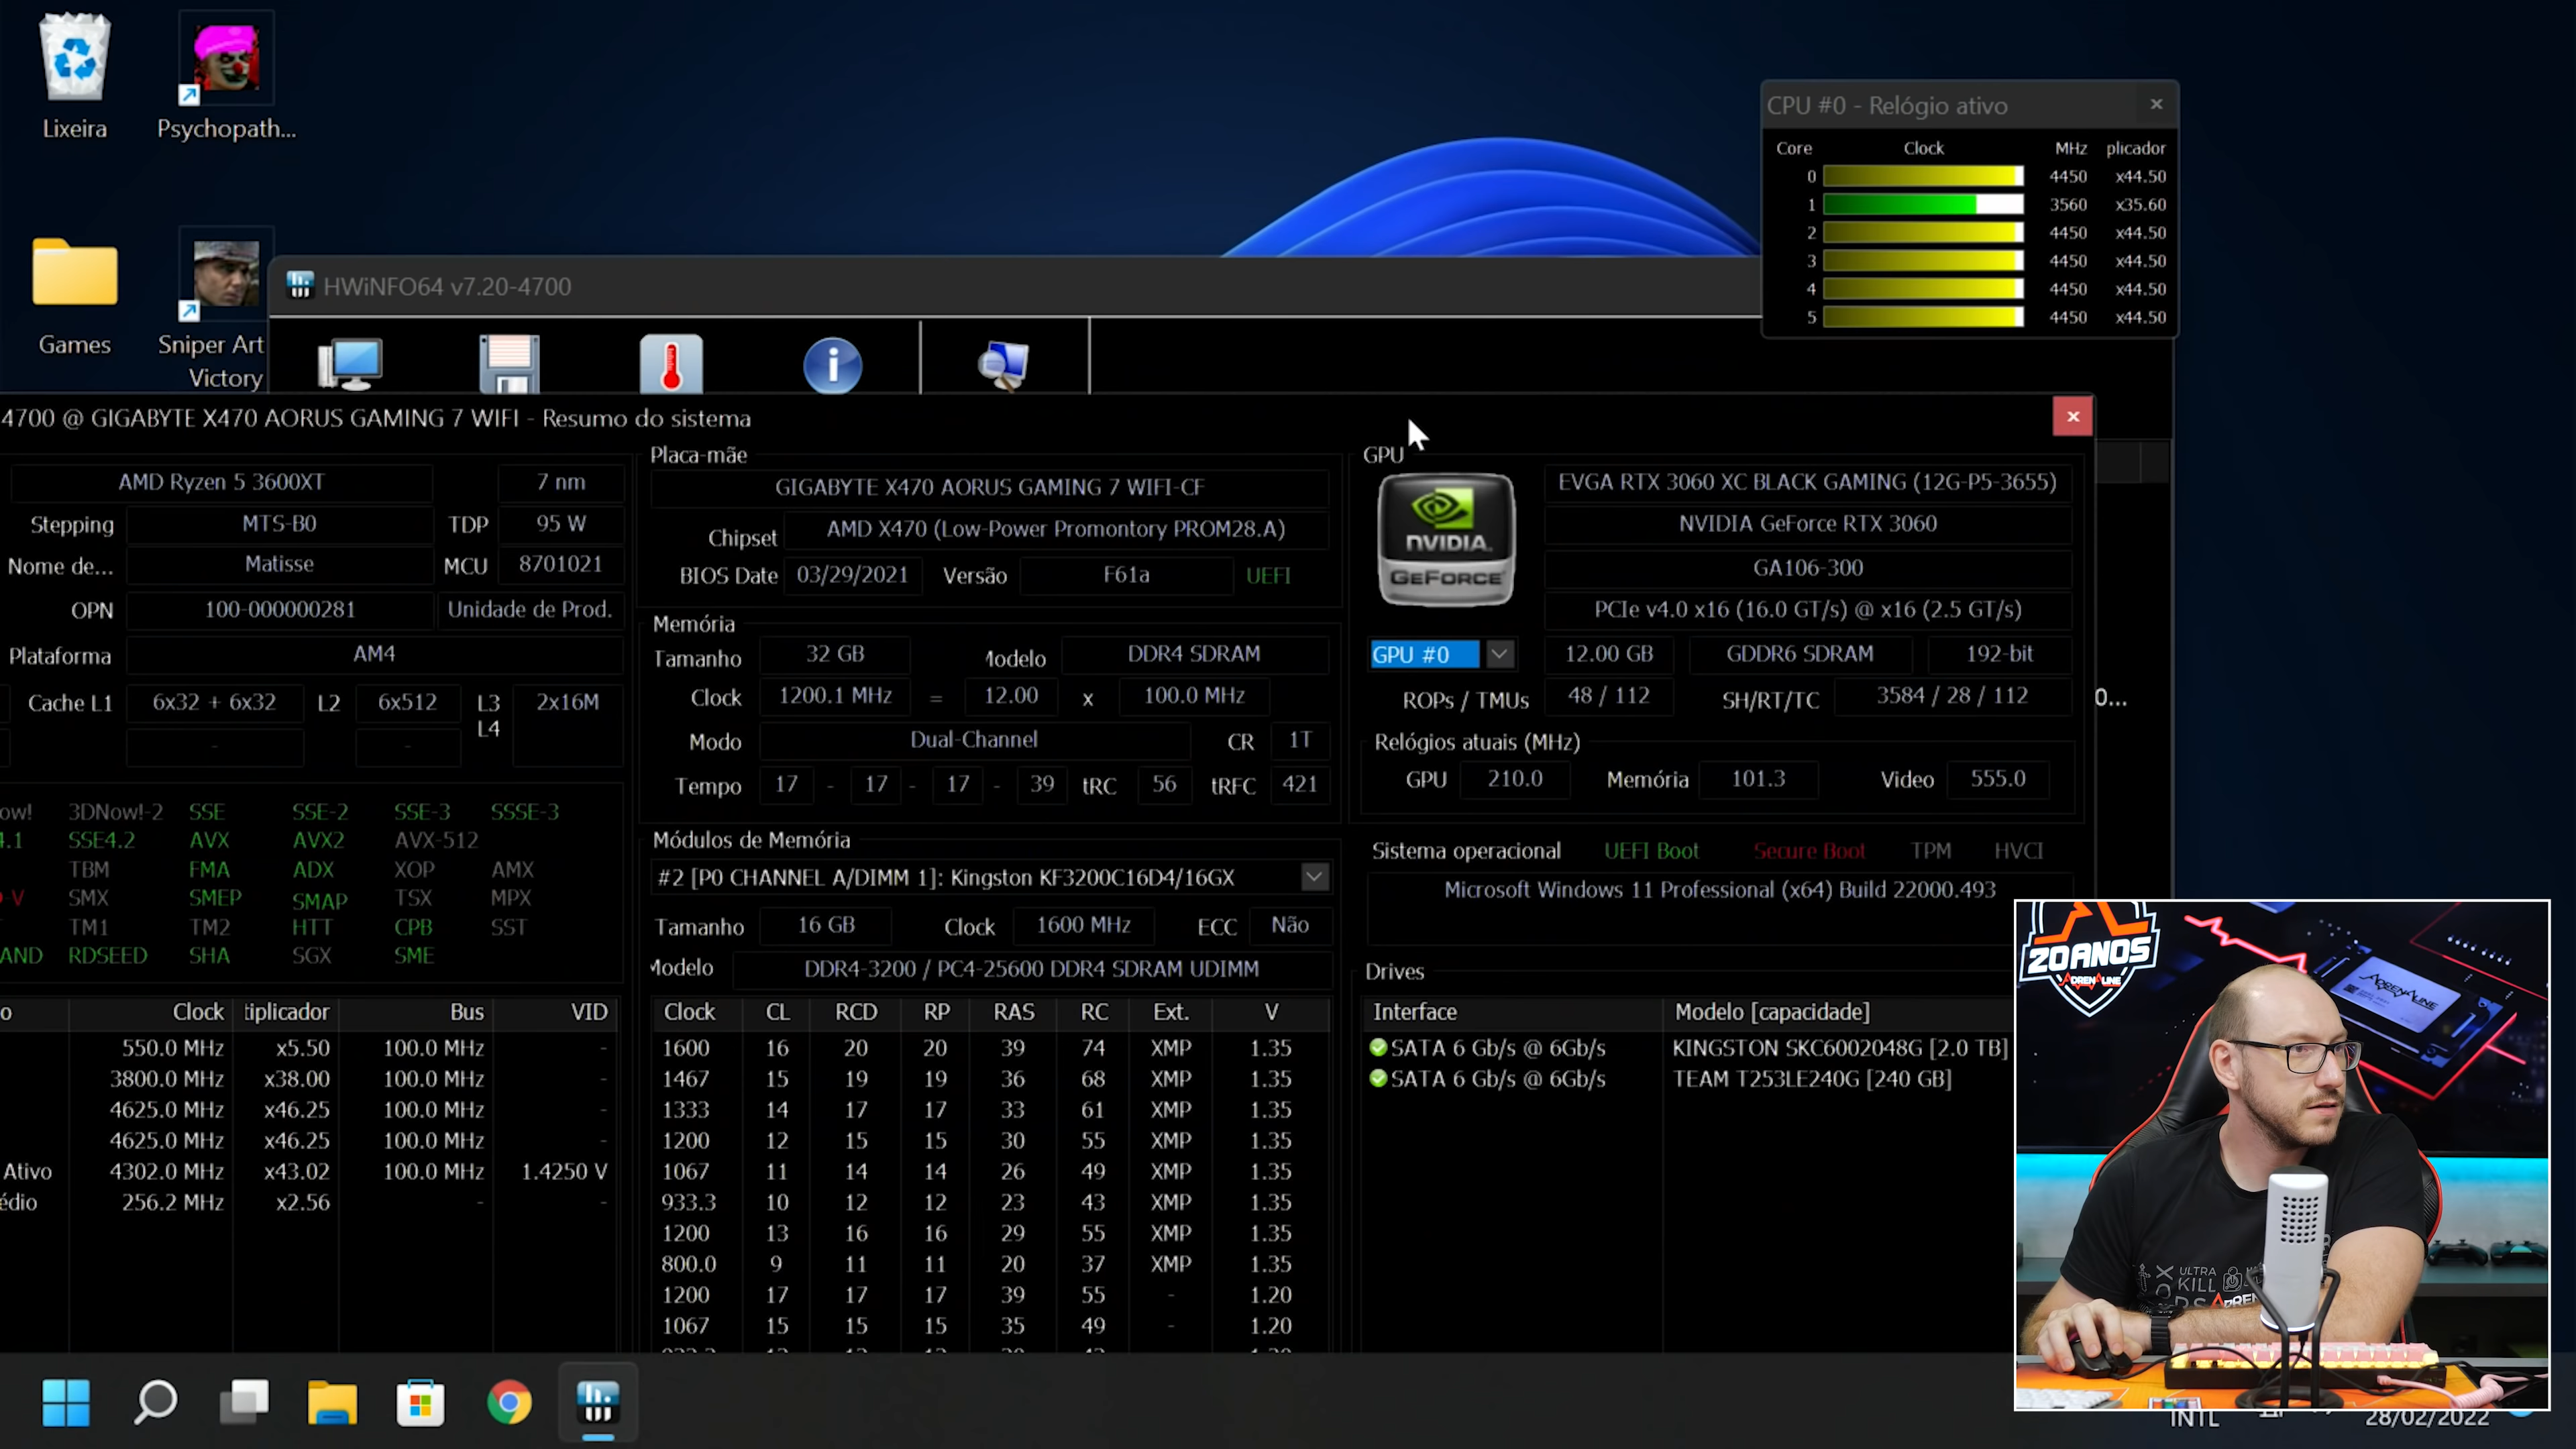 Lixeira
Psychopath...
Games
Sniper Art
Victory
CPU #0 - Relógio ativo
Core Clock MHz plicador
0 4450 x44.50
1 3560 x35.60
2 4450 x44.50
3 4450 x44.50
4 4450 x44.50
5 4450 x44.50
HWiNFO64 v7.20-4700
4700 @ GIGABYTE X470 AORUS GAMING 7 WIFI - Resumo do sistema
AMD Ryzen 5 3600XT 7 nm
Stepping MTS-B0 TDP 95 W
Nome de... Matisse MCU 8701021
OPN 100-000000281 Unidade de Prod.
Plataforma AM4
Cache L1 6x32 + 6x32 L2 6x512 L3 2x16M
L4
- -
ow! 3DNow!-2 SSE SSE-2 SSE-3 SSSE-3
4.1 SSE4.2 AVX AVX2 AVX-512
TBM FMA ADX XOP AMX
-V SMX SMEP SMAP TSX MPX
TM1 TM2 HTT CPB SST
AND RDSEED SHA SGX SME
o Clock tiplicador Bus VID
550.0 MHz x5.50 100.0 MHz -
3800.0 MHz x38.00 100.0 MHz -
4625.0 MHz x46.25 100.0 MHz -
4625.0 MHz x46.25 100.0 MHz -
Ativo 4302.0 MHz x43.02 100.0 MHz 1.4250 V
édio 256.2 MHz x2.56 - -
Placa-mãe
GIGABYTE X470 AORUS GAMING 7 WIFI-CF
Chipset AMD X470 (Low-Power Promontory PROM28.A)
BIOS Date 03/29/2021 Versão F61a UEFI
Memória
Tamanho 32 GB Modelo DDR4 SDRAM
Clock 1200.1 MHz = 12.00 x 100.0 MHz
Modo Dual-Channel CR 1T
Tempo 17 - 17 - 17 - 39 tRC 56 tRFC 421
Módulos de Memória
#2 [P0 CHANNEL A/DIMM 1]: Kingston KF3200C16D4/16GX
Tamanho 16 GB Clock 1600 MHz ECC Não
Modelo DDR4-3200 / PC4-25600 DDR4 SDRAM UDIMM
Clock CL RCD RP RAS RC Ext. V
1600 16 20 20 39 74 XMP 1.35
1467 15 19 19 36 68 XMP 1.35
1333 14 17 17 33 61 XMP 1.35
1200 12 15 15 30 55 XMP 1.35
1067 11 14 14 26 49 XMP 1.35
933.3 10 12 12 23 43 XMP 1.35
1200 13 16 16 29 55 XMP 1.35
800.0 9 11 11 20 37 XMP 1.35
1200 17 17 17 39 55 - 1.20
1067 15 15 15 35 49 - 1.20
GPU
NVIDIA
GEFORCE
EVGA RTX 3060 XC BLACK GAMING (12G-P5-3655)
NVIDIA GeForce RTX 3060
GA106-300
PCIe v4.0 x16 (16.0 GT/s) @ x16 (2.5 GT/s)
GPU #0 12.00 GB GDDR6 SDRAM 192-bit
ROPs / TMUs 48 / 112 SH/RT/TC 3584 / 28 / 112
0...
Relógios atuais (MHz)
GPU 210.0 Memória 101.3 Video 555.0
Sistema operacional UEFI Boot Secure Boot TPM HVCI
Microsoft Windows 11 Professional (x64) Build 22000.493
Drives
Interface Modelo [capacidade]
SATA 6 Gb/s @ 6Gb/s KINGSTON SKC6002048G [2.0 TB]
SATA 6 Gb/s @ 6Gb/s TEAM T253LE240G [240 GB]
20ANOS
ADRENALINE
ADRENALINE
ULTRA
KILL
INTL
28/02/2022